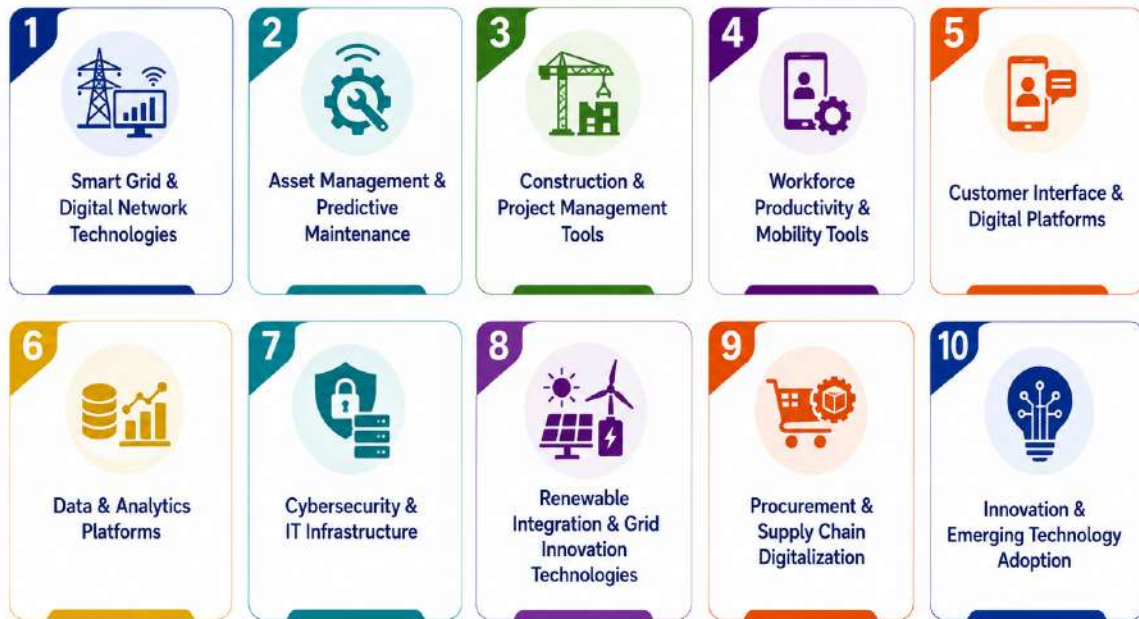 1
Smart Grid &
Digital Network
Technologies
2
Asset Management &
Predictive
Maintenance
3
Construction &
Project Management
Tools
4
Workforce
Productivity &
Mobility Tools
5
Customer Interface &
Digital Platforms
6
Data & Analytics
Platforms
7
Cybersecurity &
IT Infrastructure
8
Renewable
Integration & Grid
Innovation
Technologies
9
Procurement &
Supply Chain
Digitalization
10
Innovation &
Emerging Technology
Adoption